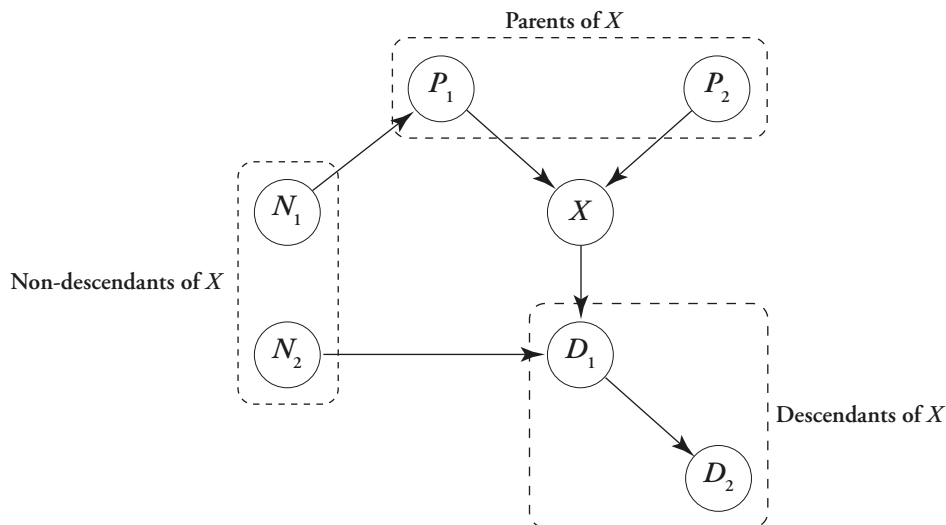 Parents of X
P₁
P₂
N₁
X
Non-descendants of X
N₂
D₁
Descendants of X
D₂